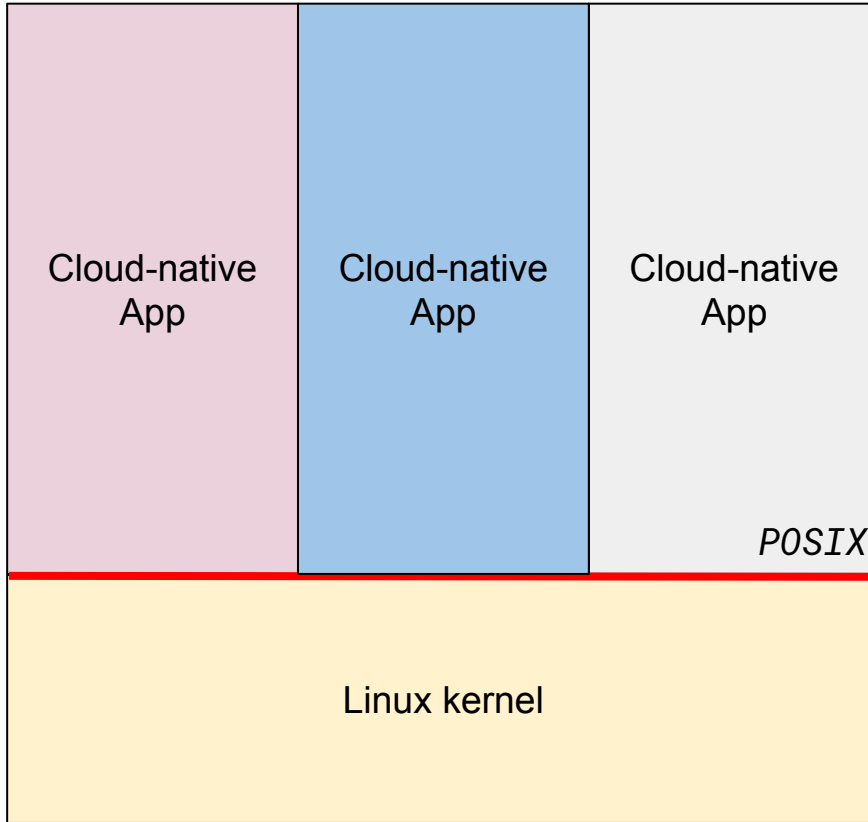 Cloud-native
App
Cloud-native
App
Cloud-native
App
POSIX
Linux kernel